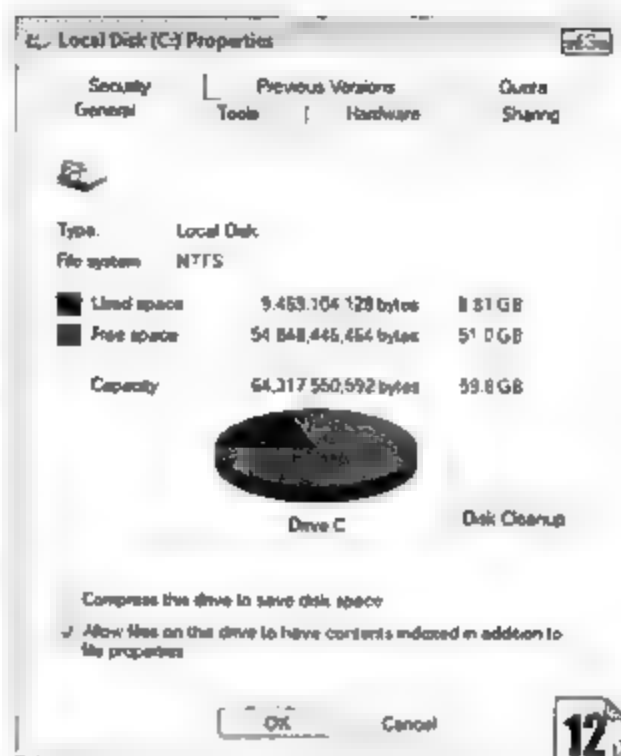 Local Disk (C:) Properties
Security Previous Versions Quota
General Tools Hardware Sharing
Type: Local Disk
File system: NTFS
Used space 9,469,104,128 bytes 8.81 GB
Free space 54,848,446,464 bytes 51.0 GB
Capacity 64,317,550,592 bytes 59.8 GB
Drive C:
Disk Cleanup
Compress this drive to save disk space
Allow files on this drive to have contents indexed in addition to
file properties
OK Cancel
12